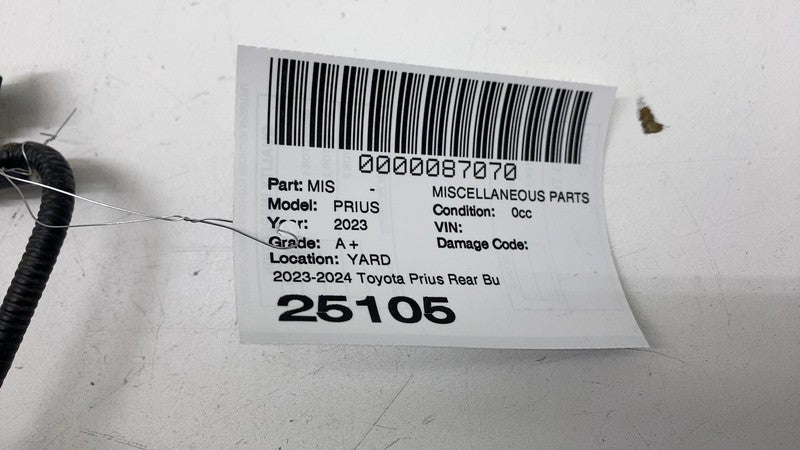 0000087070
Part: MIS - MISCELLANEOUS PARTS
Model: PRIUS Condition: 0cc
Year: 2023 VIN:
Grade: A+ Damage Code:
Location: YARD
2023-2024 Toyota Prius Rear Bu
25105